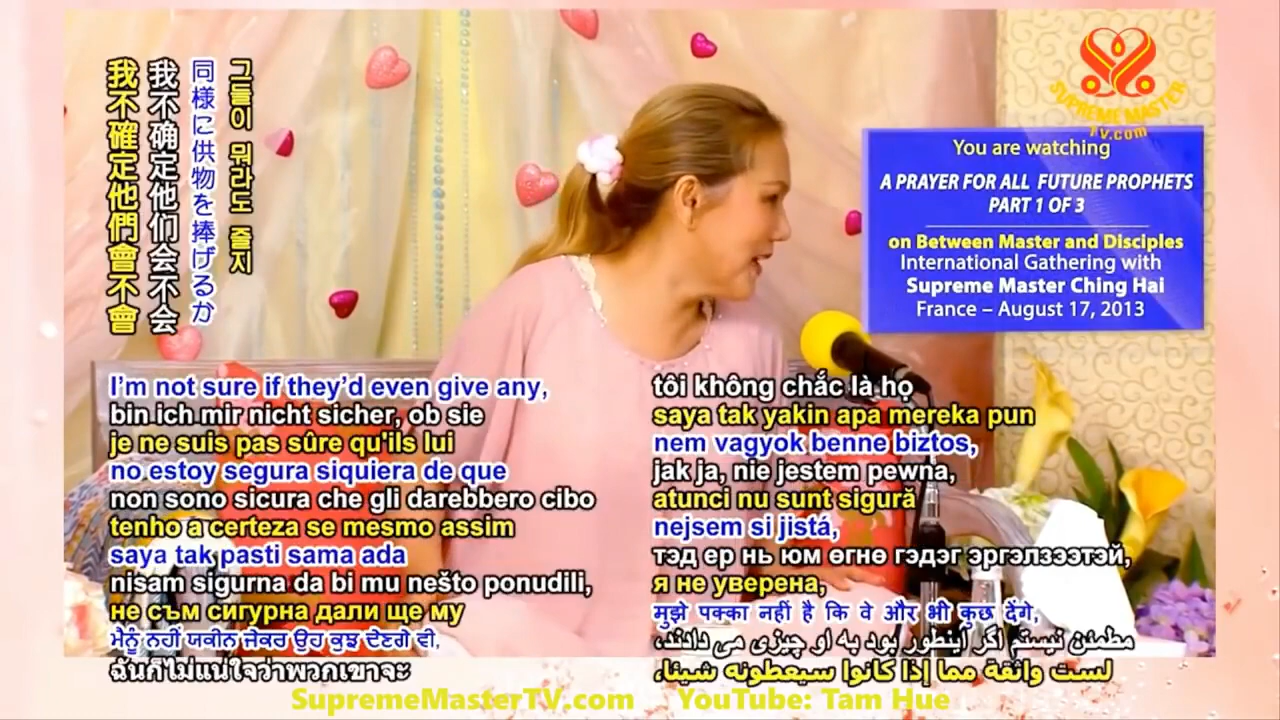 我不確定他們會不會
我不确定他们会不会
同様に供物を捧げるか
그들이 뭐라도 줄지
SUPREME MASTER
TV.com
You are watching
A PRAYER FOR ALL FUTURE PROPHETS
PART 1 OF 3
on Between Master and Disciples
International Gathering with
Supreme Master Ching Hai
France – August 17, 2013
I'm not sure if they'd even give any,
bin ich mir nicht sicher, ob sie
je ne suis pas sûre qu'ils lui
no estoy segura siquiera de que
non sono sicura che gli darebbero cibo
tenho a certeza se mesmo assim
saya tak pasti sama ada
nisam sigurna da bi mu nešto ponudili,
не съм сигурна дали ще му
ਮੈਨੂੰ ਨਹੀਂ ਯਕੀਨ ਜੇਕਰ ਉਹ ਕੁਝ ਦੇਣਗੇ ਵੀ,
ฉันก็ไม่แน่ใจว่าพวกเขาจะ
tôi không chắc là họ
saya tak yakin apa mereka pun
nem vagyok benne biztos,
jak ja, nie jestem pewna,
atunci nu sunt sigură
nejsem si jistá,
тэд ер нь юм өгнө гэдэг эргэлзээтэй,
я не уверена,
मुझे पक्का नहीं है कि वे और भी कुछ देंगे,
مطمئن نیستم اگر اینطور بود به او چیزی می دادند،
لست واثقة مما إذا كانوا سيعطونه شيئا،
SupremeMasterTV.com YouTube: Tam Hue